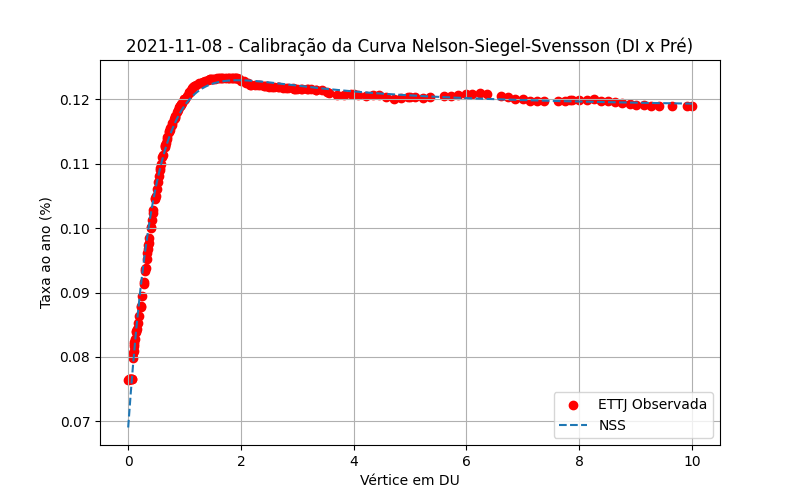 2021-11-08 - Calibração da Curva Nelson-Siegel-Svensson (DI x Pré)
Taxa ao ano (%)
0.12
0.11
0.10
0.09
0.08
0.07
ETTJ Observada
NSS
0 2 4 6 8 10
Vértice em DU